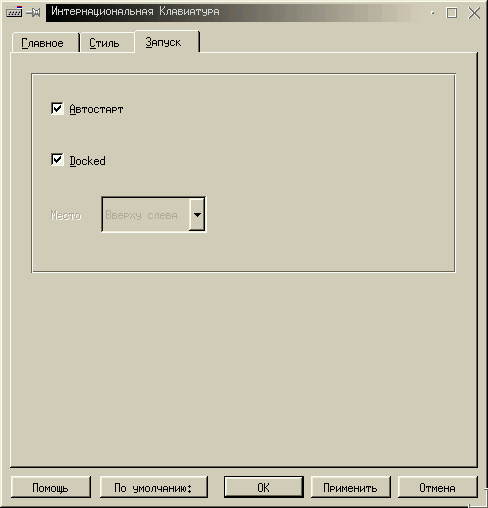 Интернациональная Клавиатура
Главное Стиль Запуск
Автостарт
Docked
Место Вверху слева
Помощь По умолчанию: OK Применить Отмена